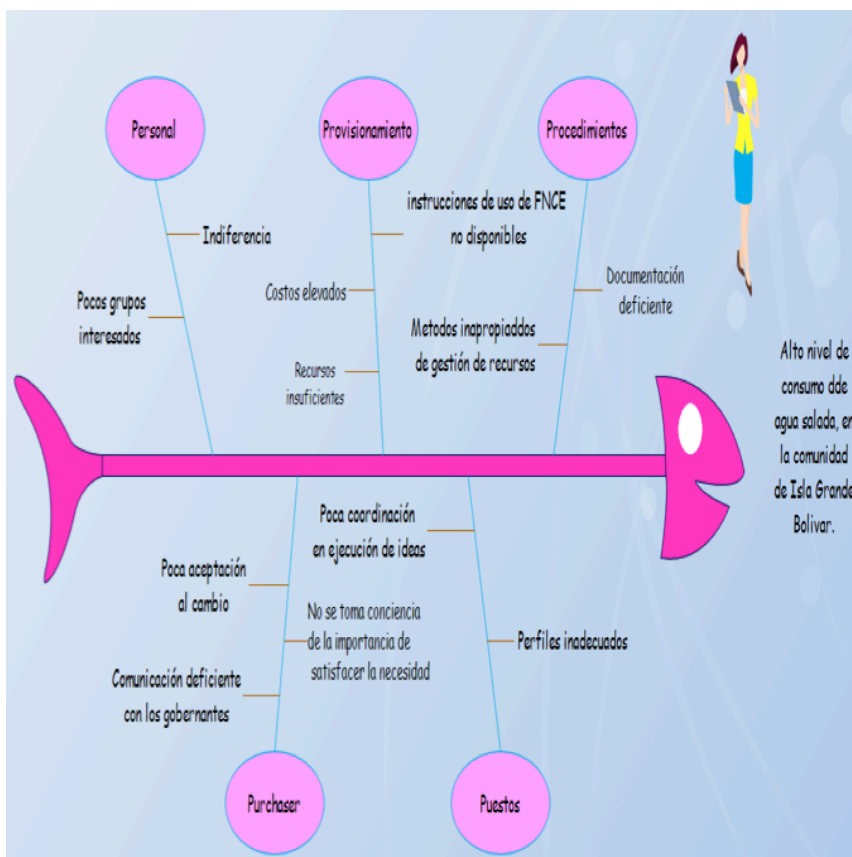 Personal
Provisionamiento
Procedimientos
Indiferencia
Pocos grupos
interesados
instrucciones de uso de FNCE
no disponibles
Costos elevados
Recursos
insuficientes
Documentación
deficiente
Metodos inapropiaddos
de gestión de recursos
Alto nivel de
consumo dde
agua salada, en
la comunidad
de Isla Grande
Bolivar.
Poca aceptación
al cambio
No se toma conciencia
de la importancia de
satisfacer la necesidad
Comunicación deficiente
con los gobernantes
Poca coordinación
en ejecución de ideas
Perfiles inadecuados
Purchaser
Puestos